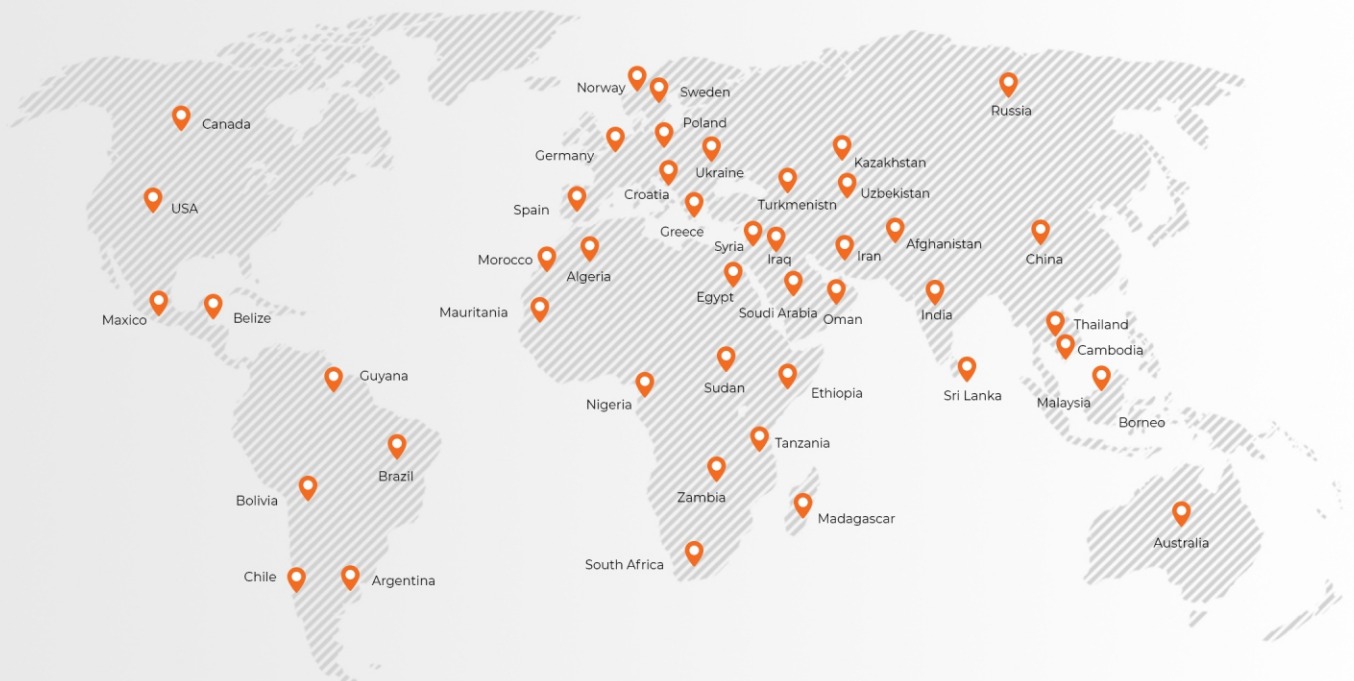 Norway
Sweden
Russia
Canada
Poland
Germany
Kazakhstan
Ukraine
Croatia
Uzbekistan
USA
Turkmenistn
Spain
Greece
Syria
Afghanistan
Iraq
Iran
China
Morocco
Algeria
Egypt
Mauritania
Soudi Arabia
Oman
India
Maxico
Belize
Thailand
Cambodia
Guyana
Sudan
Ethiopia
Sri Lanka
Malaysia
Nigeria
Borneo
Tanzania
Brazil
Zambia
Bolivia
Madagascar
Australia
South Africa
Chile
Argentina